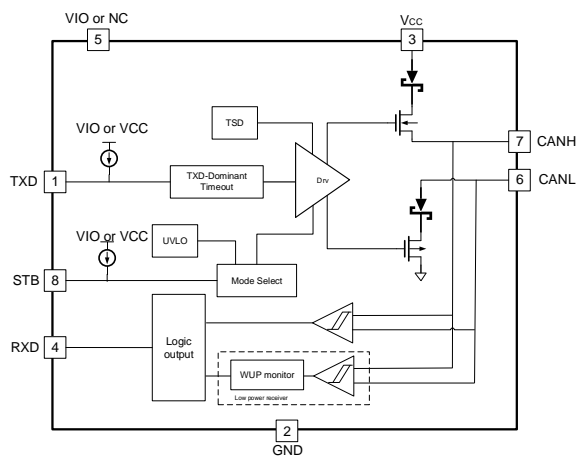 VIO or NC
5
VCC
3
TSD
VIO or VCC
7
CANH
TXD
1
TXD-Dominant
Timeout
Drv
6
CANL
VIO or VCC
UVLO
STB
8
Mode Select
RXD
4
Logic
output
WUP monitor
Low power receiver
2
GND